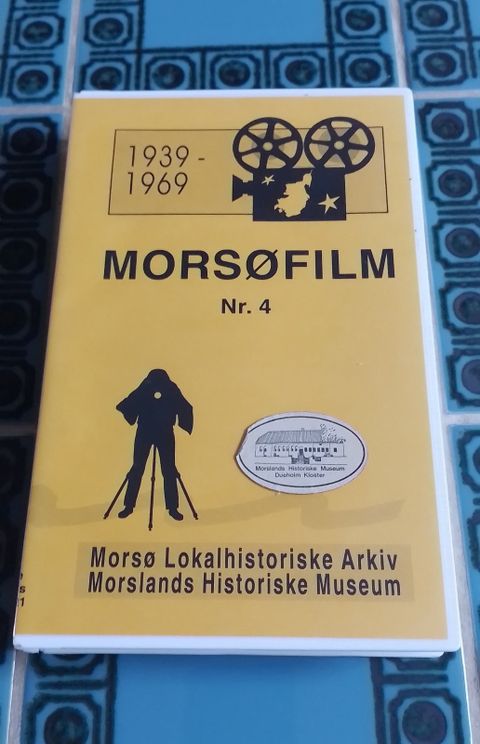 1939 -
1969
MORSØFILM
Nr. 4
Morslands Historiske Museum
Dueholm Kloster
Morsø Lokalhistoriske Arkiv
Morslands Historiske Museum